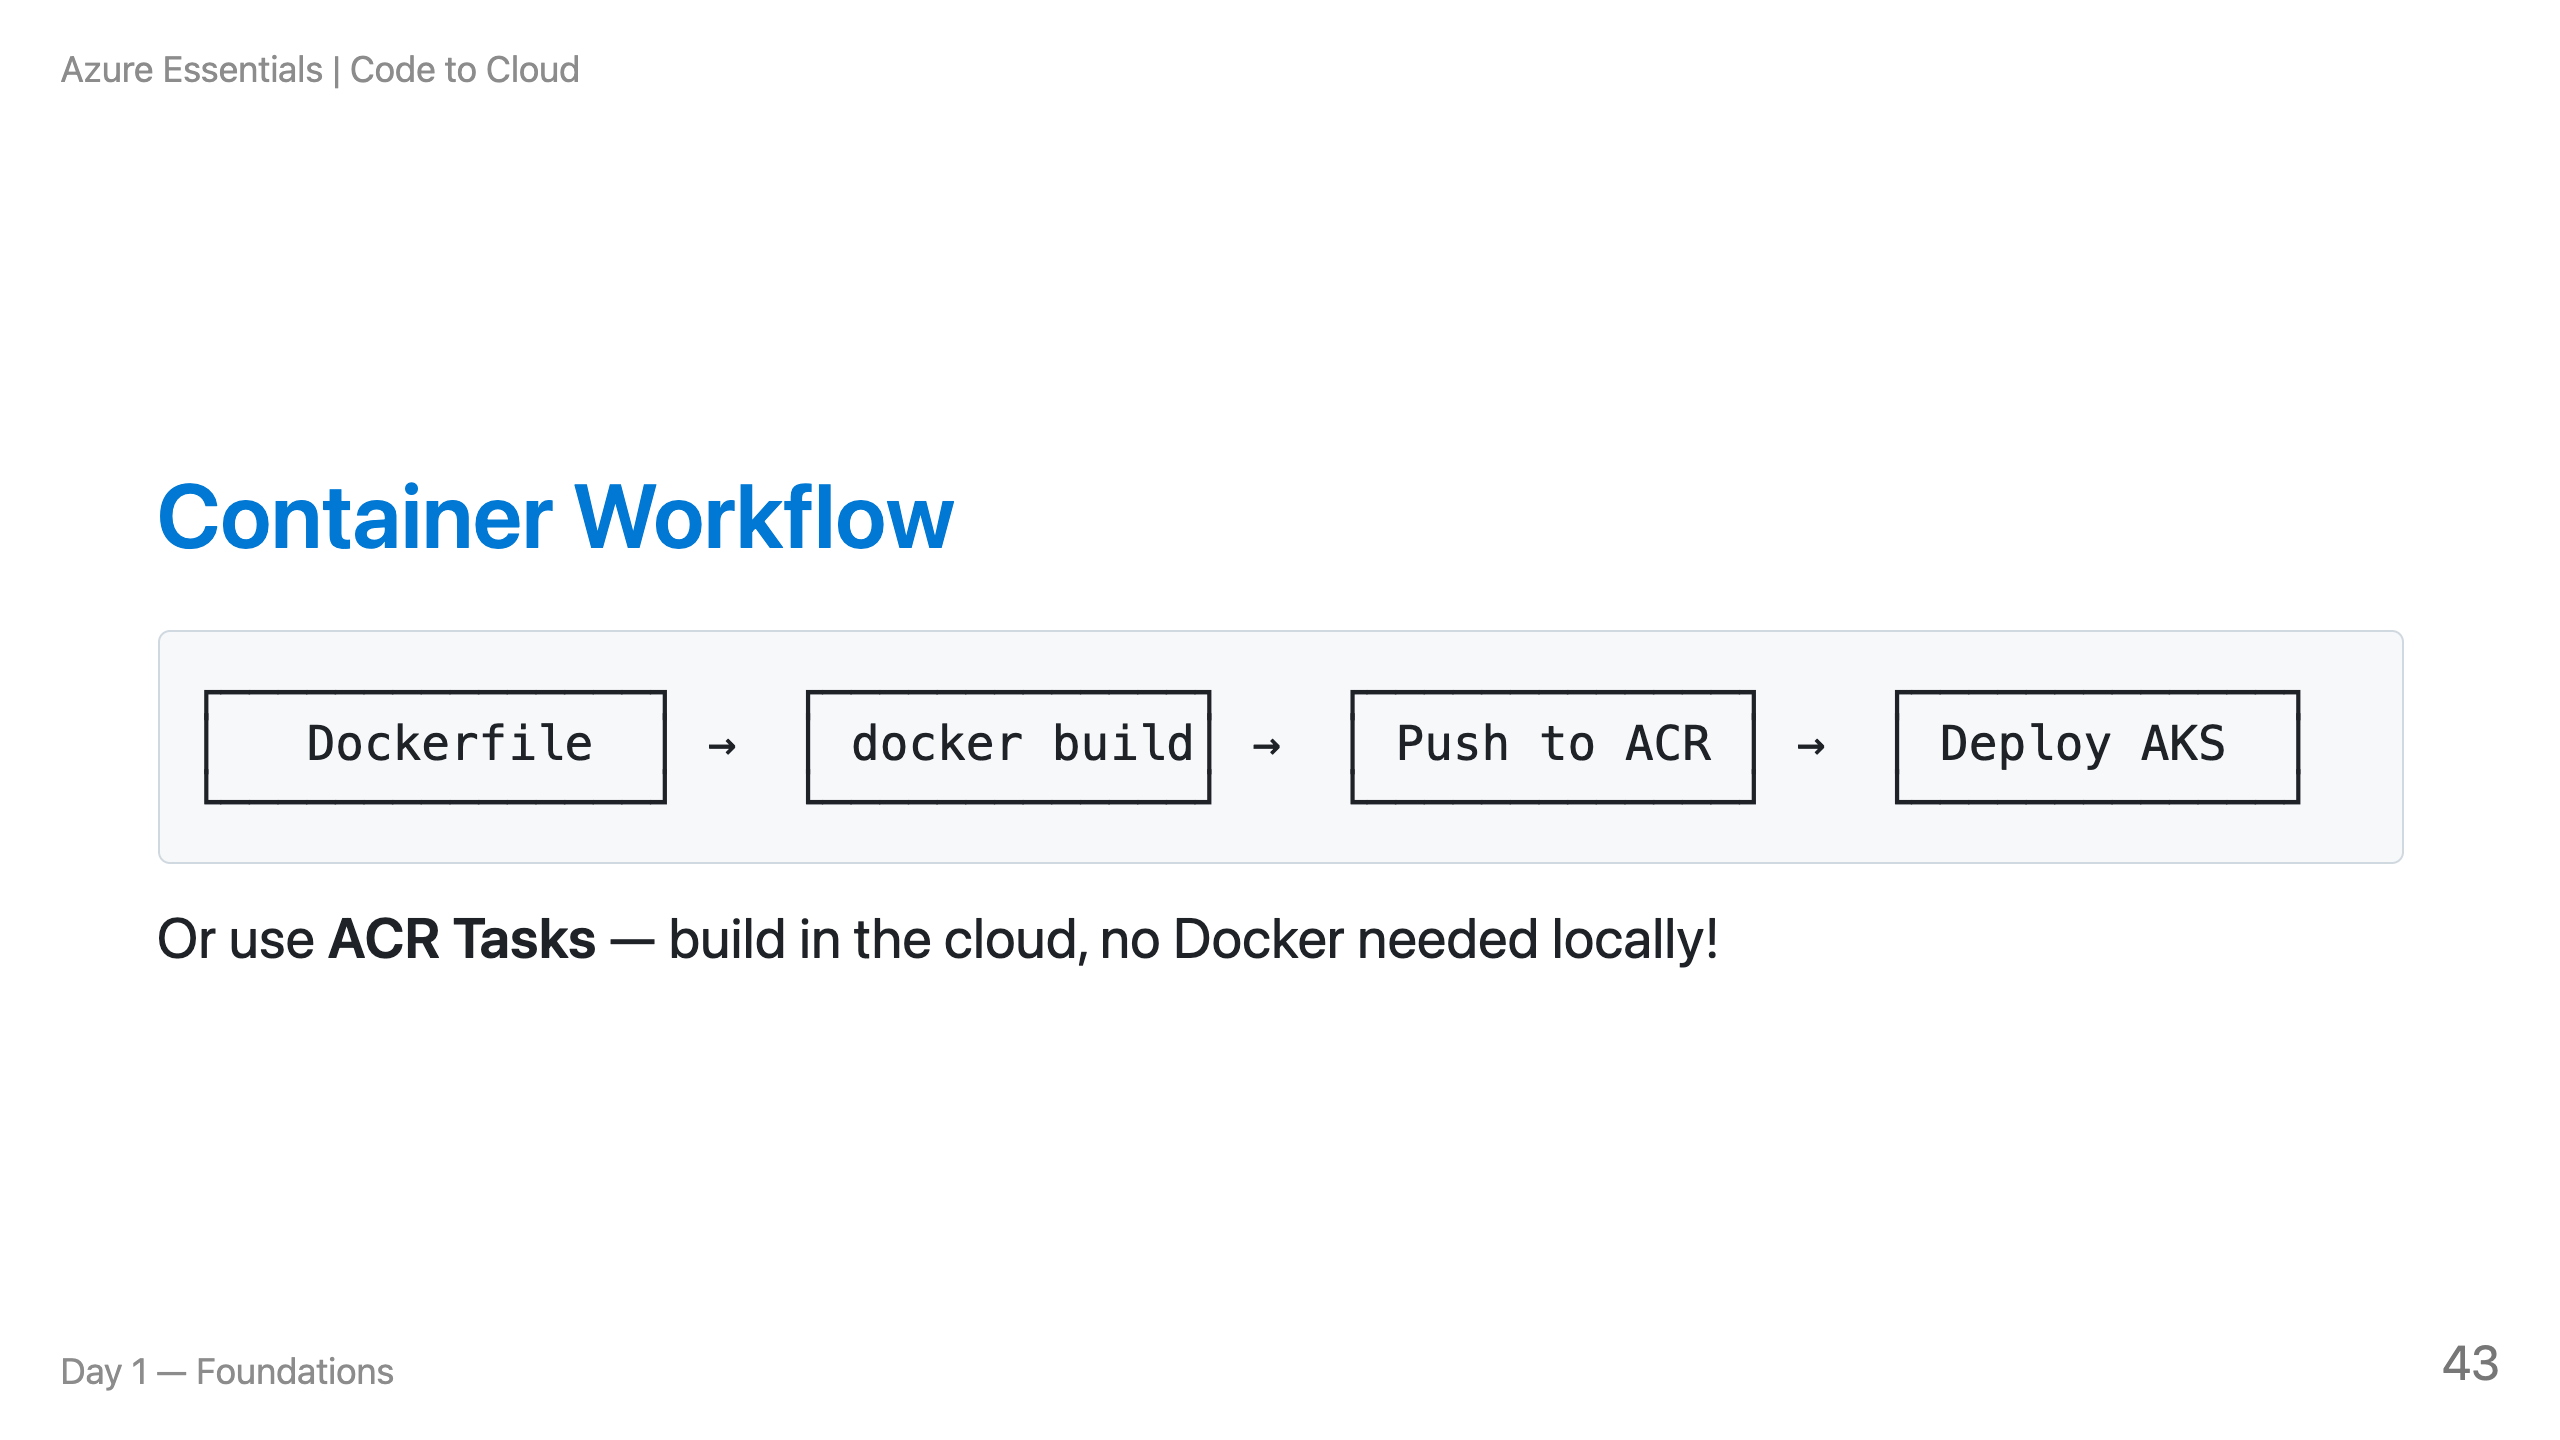 Azure Essentials | Code to Cloud
Container Workflow
Dockerfile → docker build → Push to ACR → Deploy AKS
Or use ACR Tasks — build in the cloud, no Docker needed locally!
Day 1 — Foundations
43